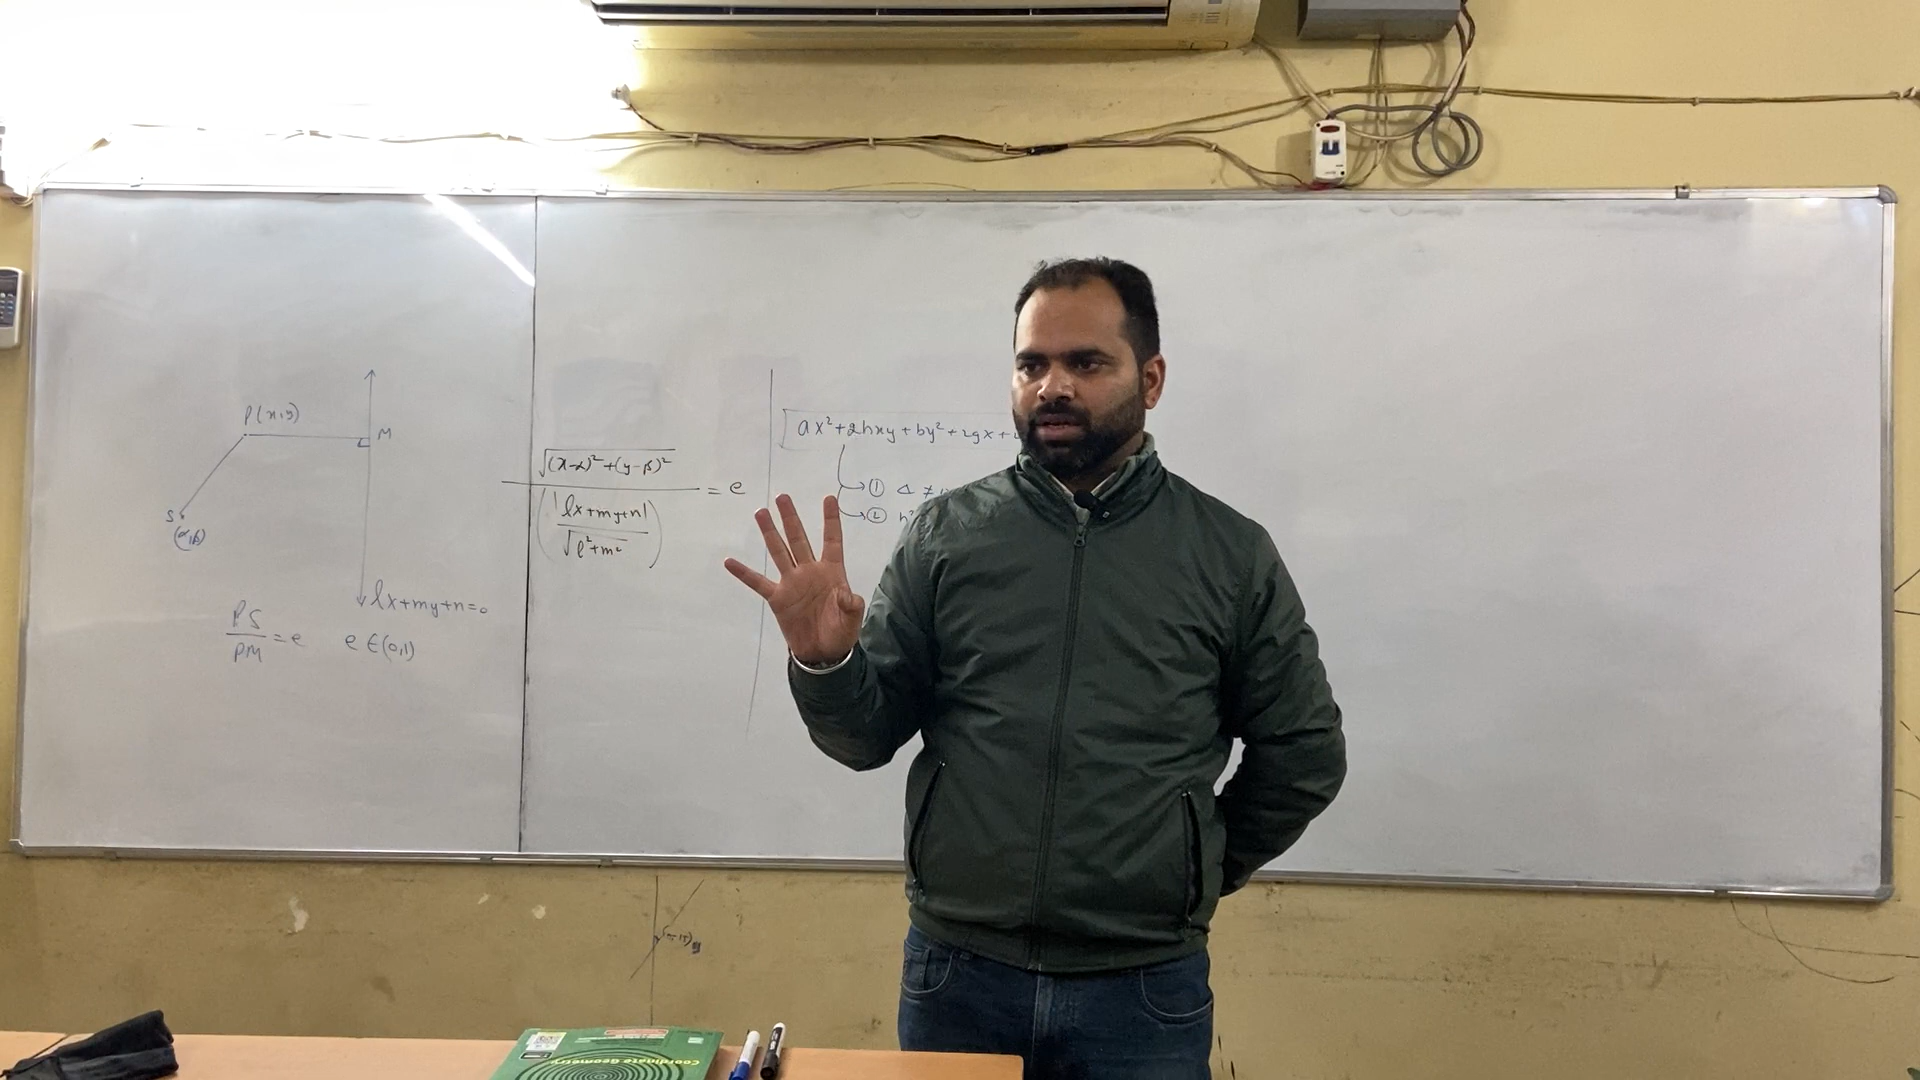 P(x,y)
M
S
(α,β)
lx+my+n=0
PS/PM = e    e ∈ (0,1)
√((x-α)²+(y-β)²) / (|lx+my+n| / √(l²+m²)) = e
ax²+2hxy+by²+2gx+
① Δ ≠
② h²
Coordinate Geometry